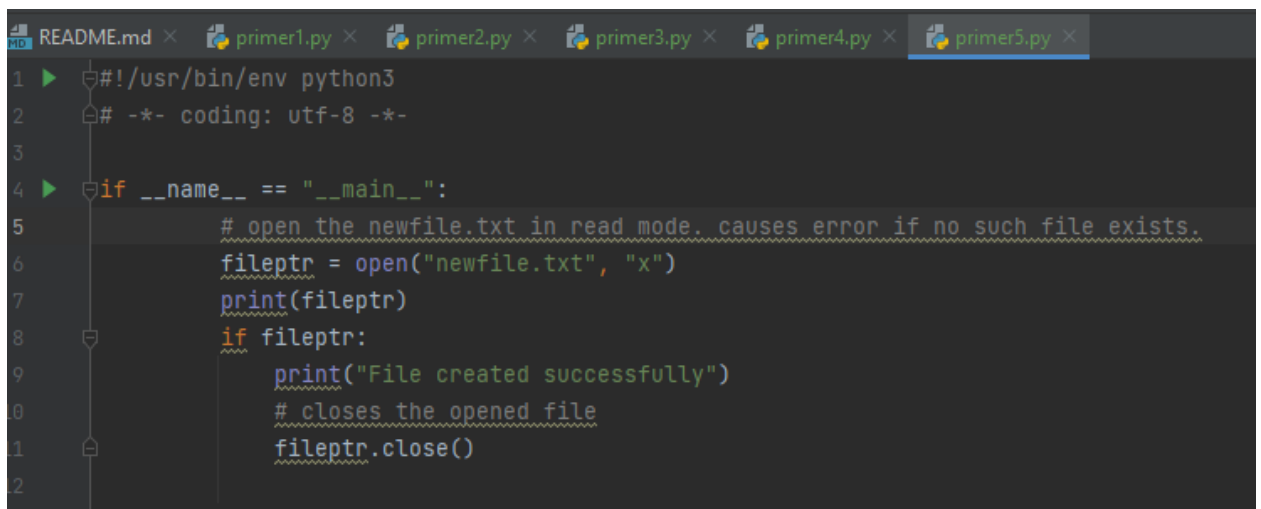 README.md primer1.py primer2.py primer3.py primer4.py primer5.py
1 #!/usr/bin/env python3
2 # -*- coding: utf-8 -*-
3
4 if __name__ == "__main__":
5 # open the newfile.txt in read mode. causes error if no such file exists.
6 fileptr = open("newfile.txt", "x")
7 print(fileptr)
8 if fileptr:
9 print("File created successfully")
10 # closes the opened file
11 fileptr.close()
12